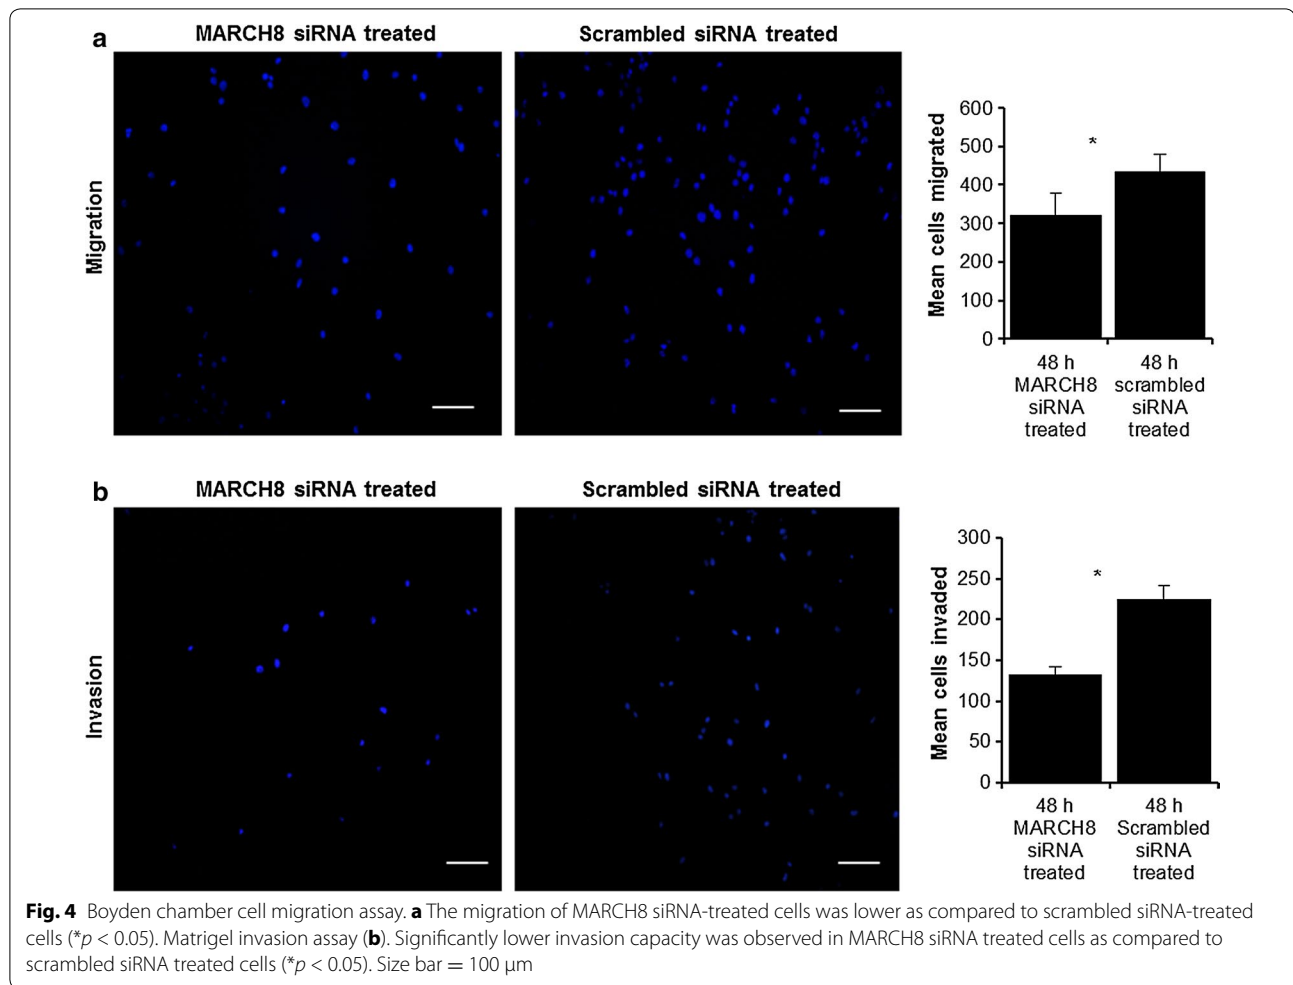 a
MARCH8 siRNA treated
Scrambled siRNA treated
Migration
Mean cells migrated
600
500
400
300
200
100
0
*
48 h
MARCH8
siRNA
treated
48 h
scrambled
siRNA
treated
b
MARCH8 siRNA treated
Scrambled siRNA treated
Invasion
Mean cells invaded
300
250
200
150
100
50
0
*
48 h
MARCH8
siRNA
treated
48 h
Scrambled
siRNA
treated
Fig. 4 Boyden chamber cell migration assay. a The migration of MARCH8 siRNA-treated cells was lower as compared to scrambled siRNA-treated
cells (*p < 0.05). Matrigel invasion assay (b). Significantly lower invasion capacity was observed in MARCH8 siRNA treated cells as compared to
scrambled siRNA treated cells (*p < 0.05). Size bar = 100 μm